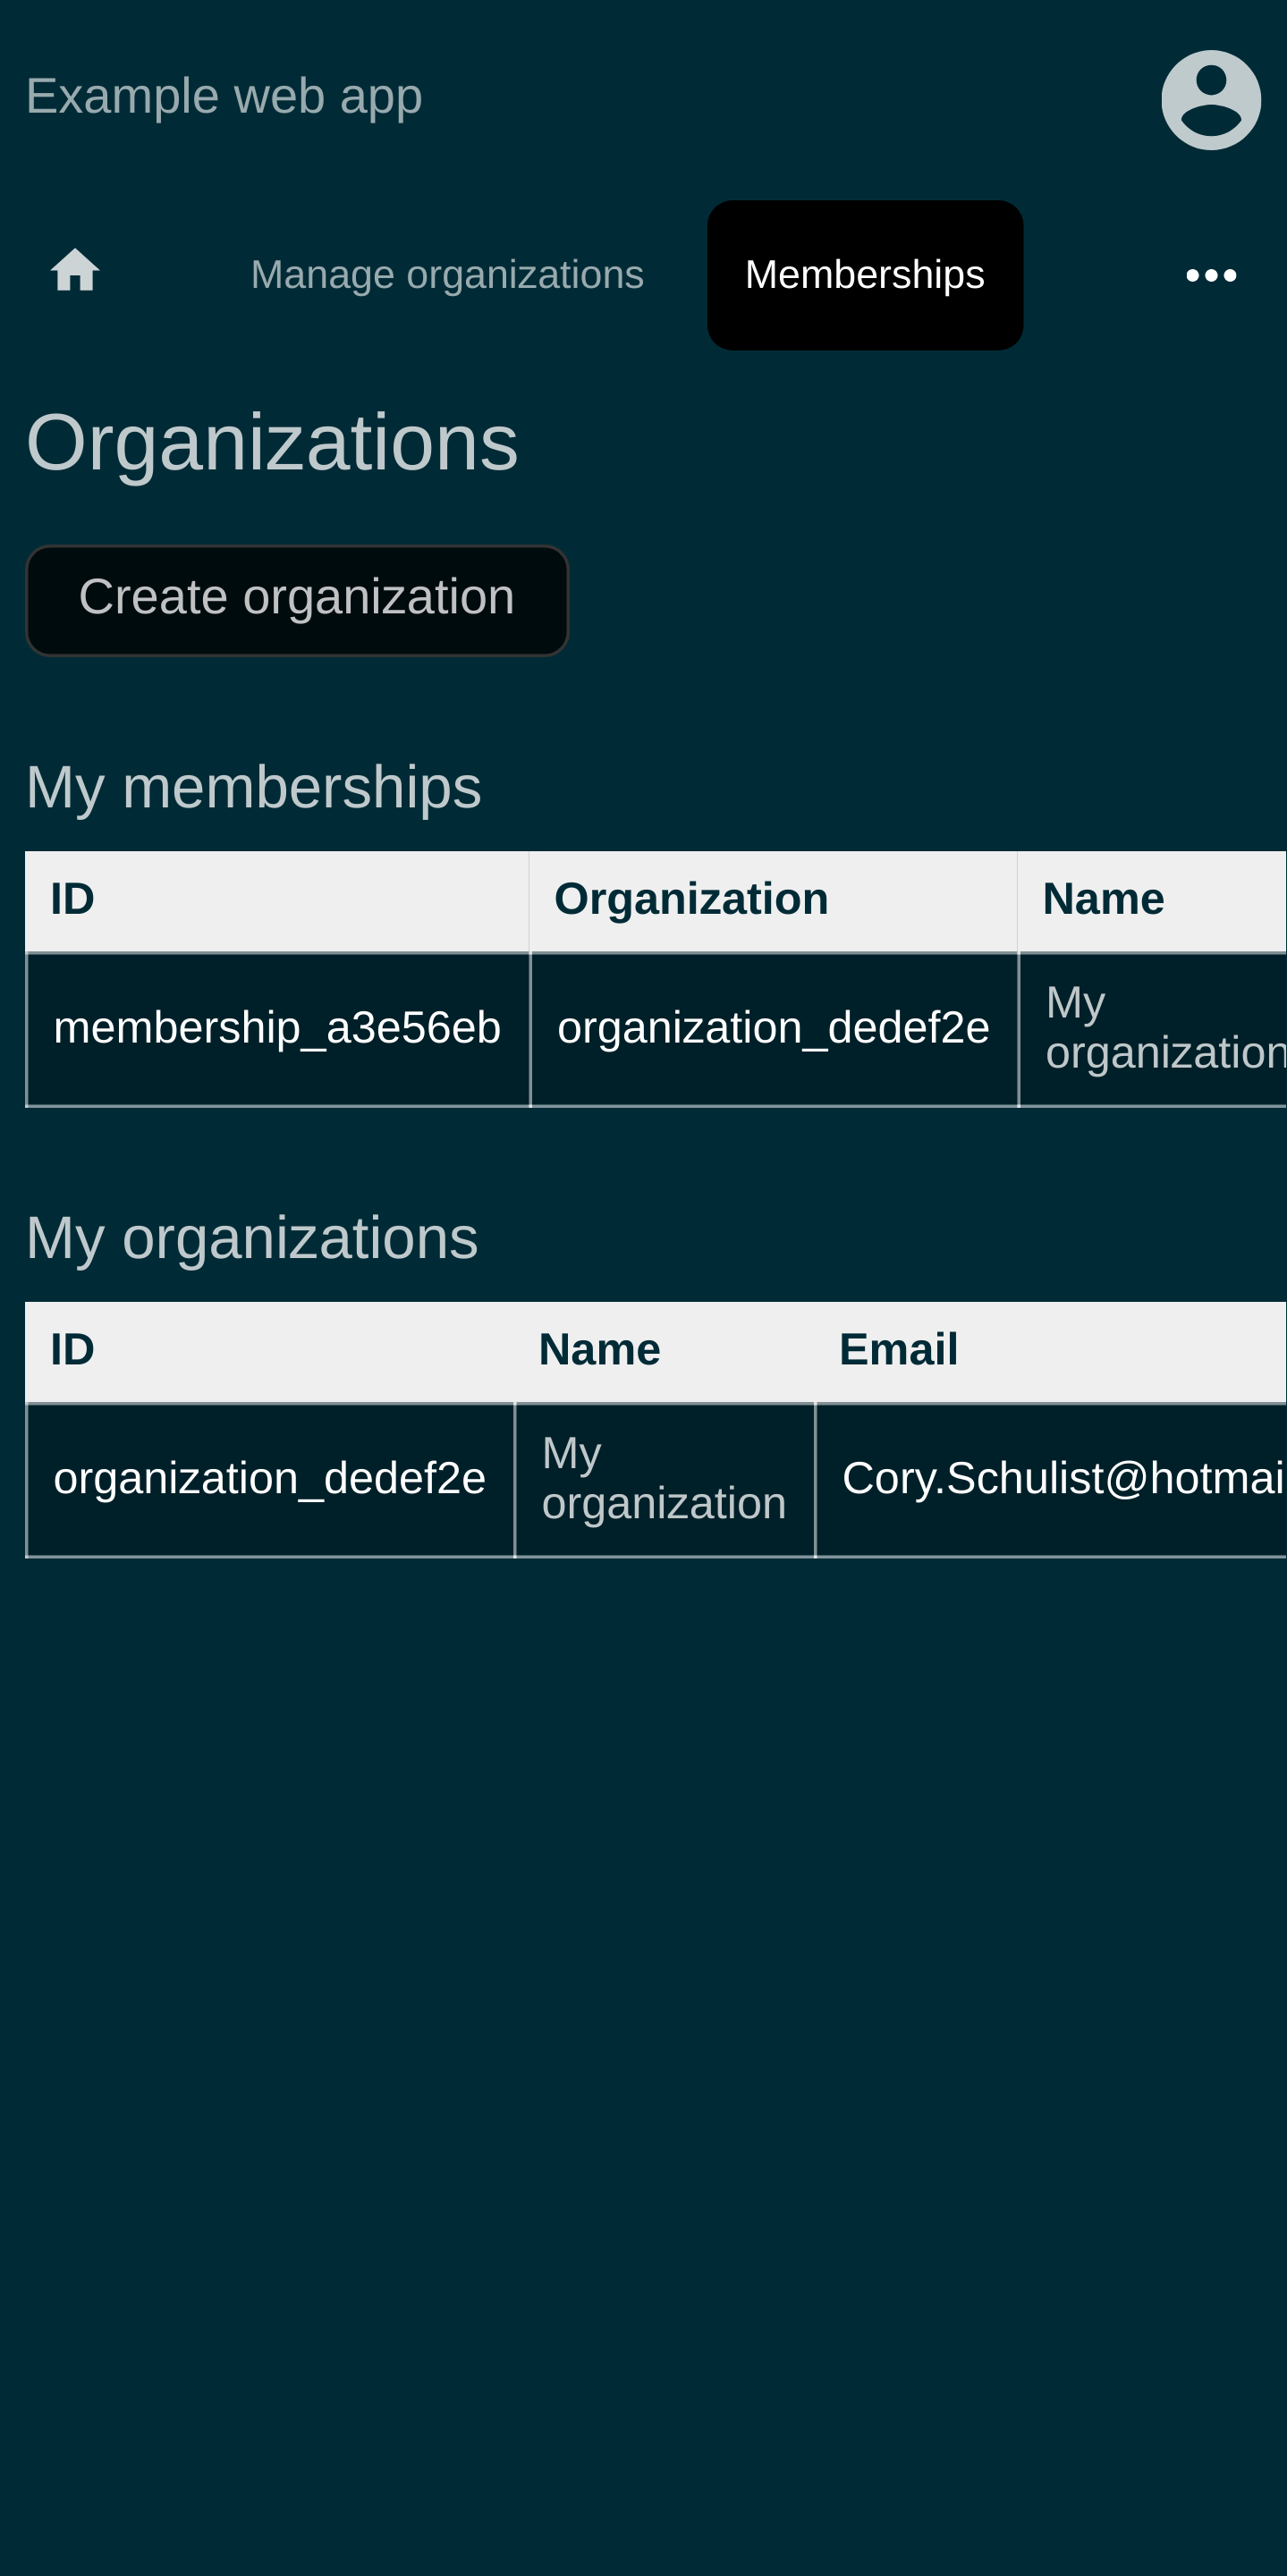 Example web app
Manage organizations Memberships
Organizations
Create organization
My memberships
ID Organization Name
membership_a3e56eb organization_dedef2e My
organization
My organizations
ID Name Email
organization_dedef2e My
organization Cory.Schulist@hotmai